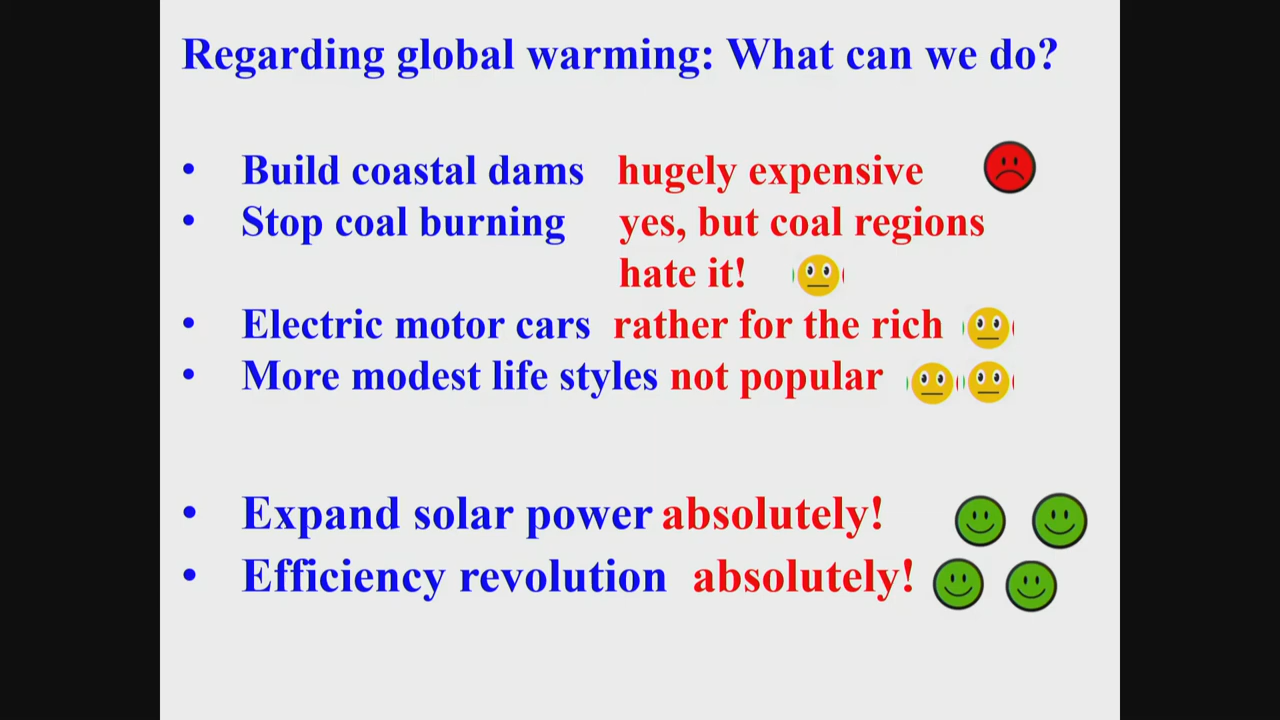 Regarding global warming: What can we do?
• Build coastal dams hugely expensive
• Stop coal burning yes, but coal regions
hate it!
• Electric motor cars rather for the rich
• More modest life styles not popular
• Expand solar power absolutely!
• Efficiency revolution absolutely!